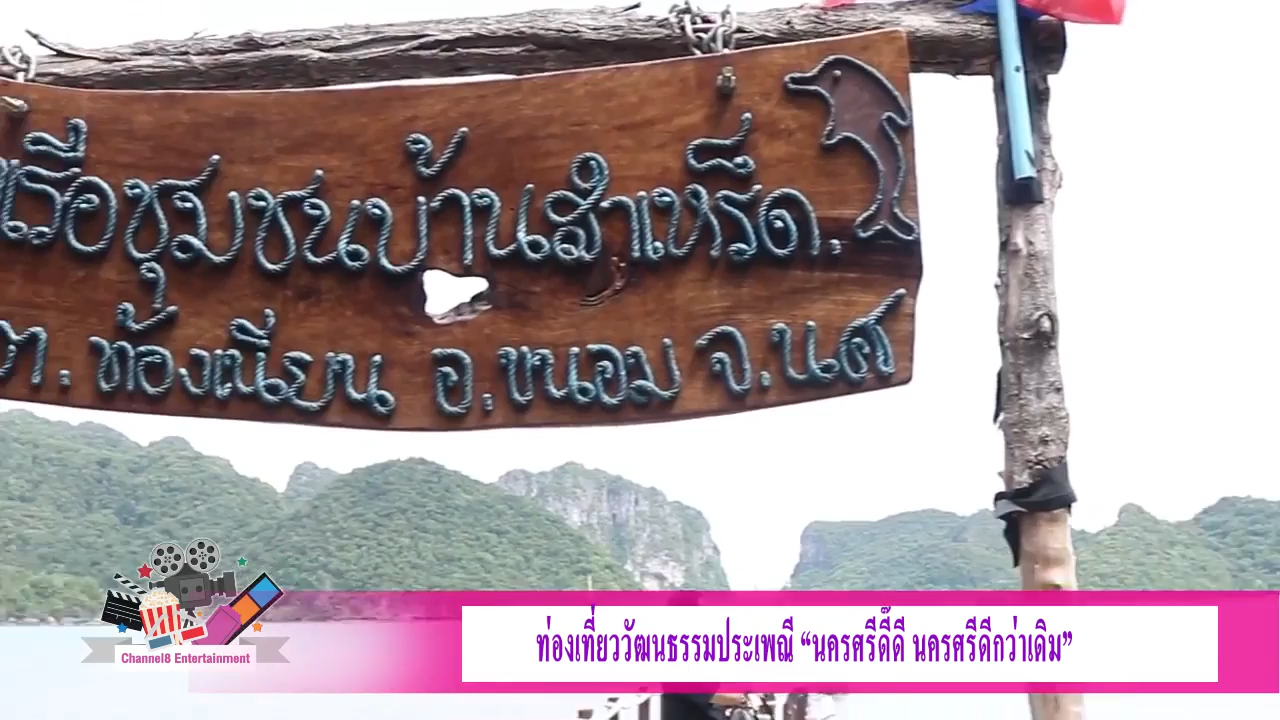 เรือชุมชนบ้านสำเหร็ด.
ต. ท้องเนียน อ. ขนอม จ. นศ
Channel8 Entertainment
ท่องเที่ยววัฒนธรรมประเพณี “นครศรีดี๊ดี นครศรีดีกว่าเดิม”